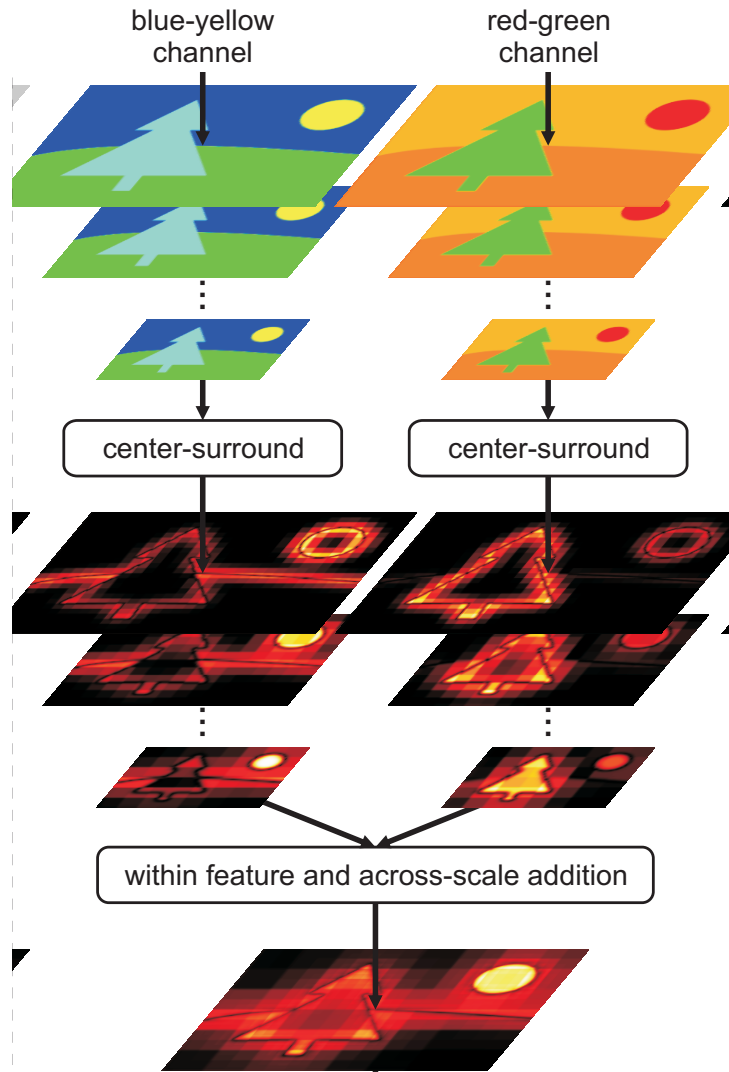 blue-yellow
channel
red-green
channel
center-surround
center-surround
within feature and across-scale addition